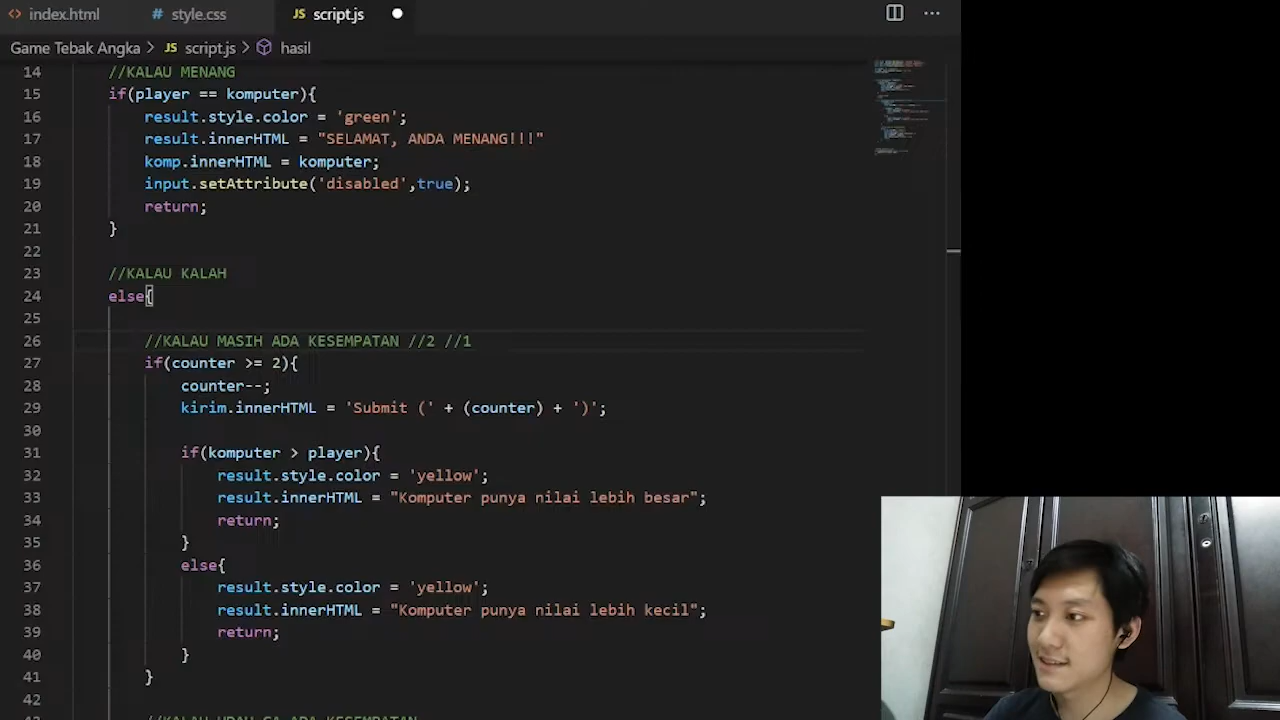 index.html # style.css JS script.js
Game Tebak Angka > JS script.js > hasil
14 //KALAU MENANG
15 if(player == komputer){
16 result.style.color = 'green';
17 result.innerHTML = "SELAMAT, ANDA MENANG!!!"
18 komp.innerHTML = komputer;
19 input.setAttribute('disabled',true);
20 return;
21 }
22
23 //KALAU KALAH
24 else{
25
26 //KALAU MASIH ADA KESEMPATAN //2 //1
27 if(counter >= 2){
28 counter--;
29 kirim.innerHTML = 'Submit (' + (counter) + ')';
30
31 if(komputer > player){
32 result.style.color = 'yellow';
33 result.innerHTML = "Komputer punya nilai lebih besar";
34 return;
35 }
36 else{
37 result.style.color = 'yellow';
38 result.innerHTML = "Komputer punya nilai lebih kecil";
39 return;
40 }
41 }
42
//KALAU UDAH GA ADA KESEMPATAN